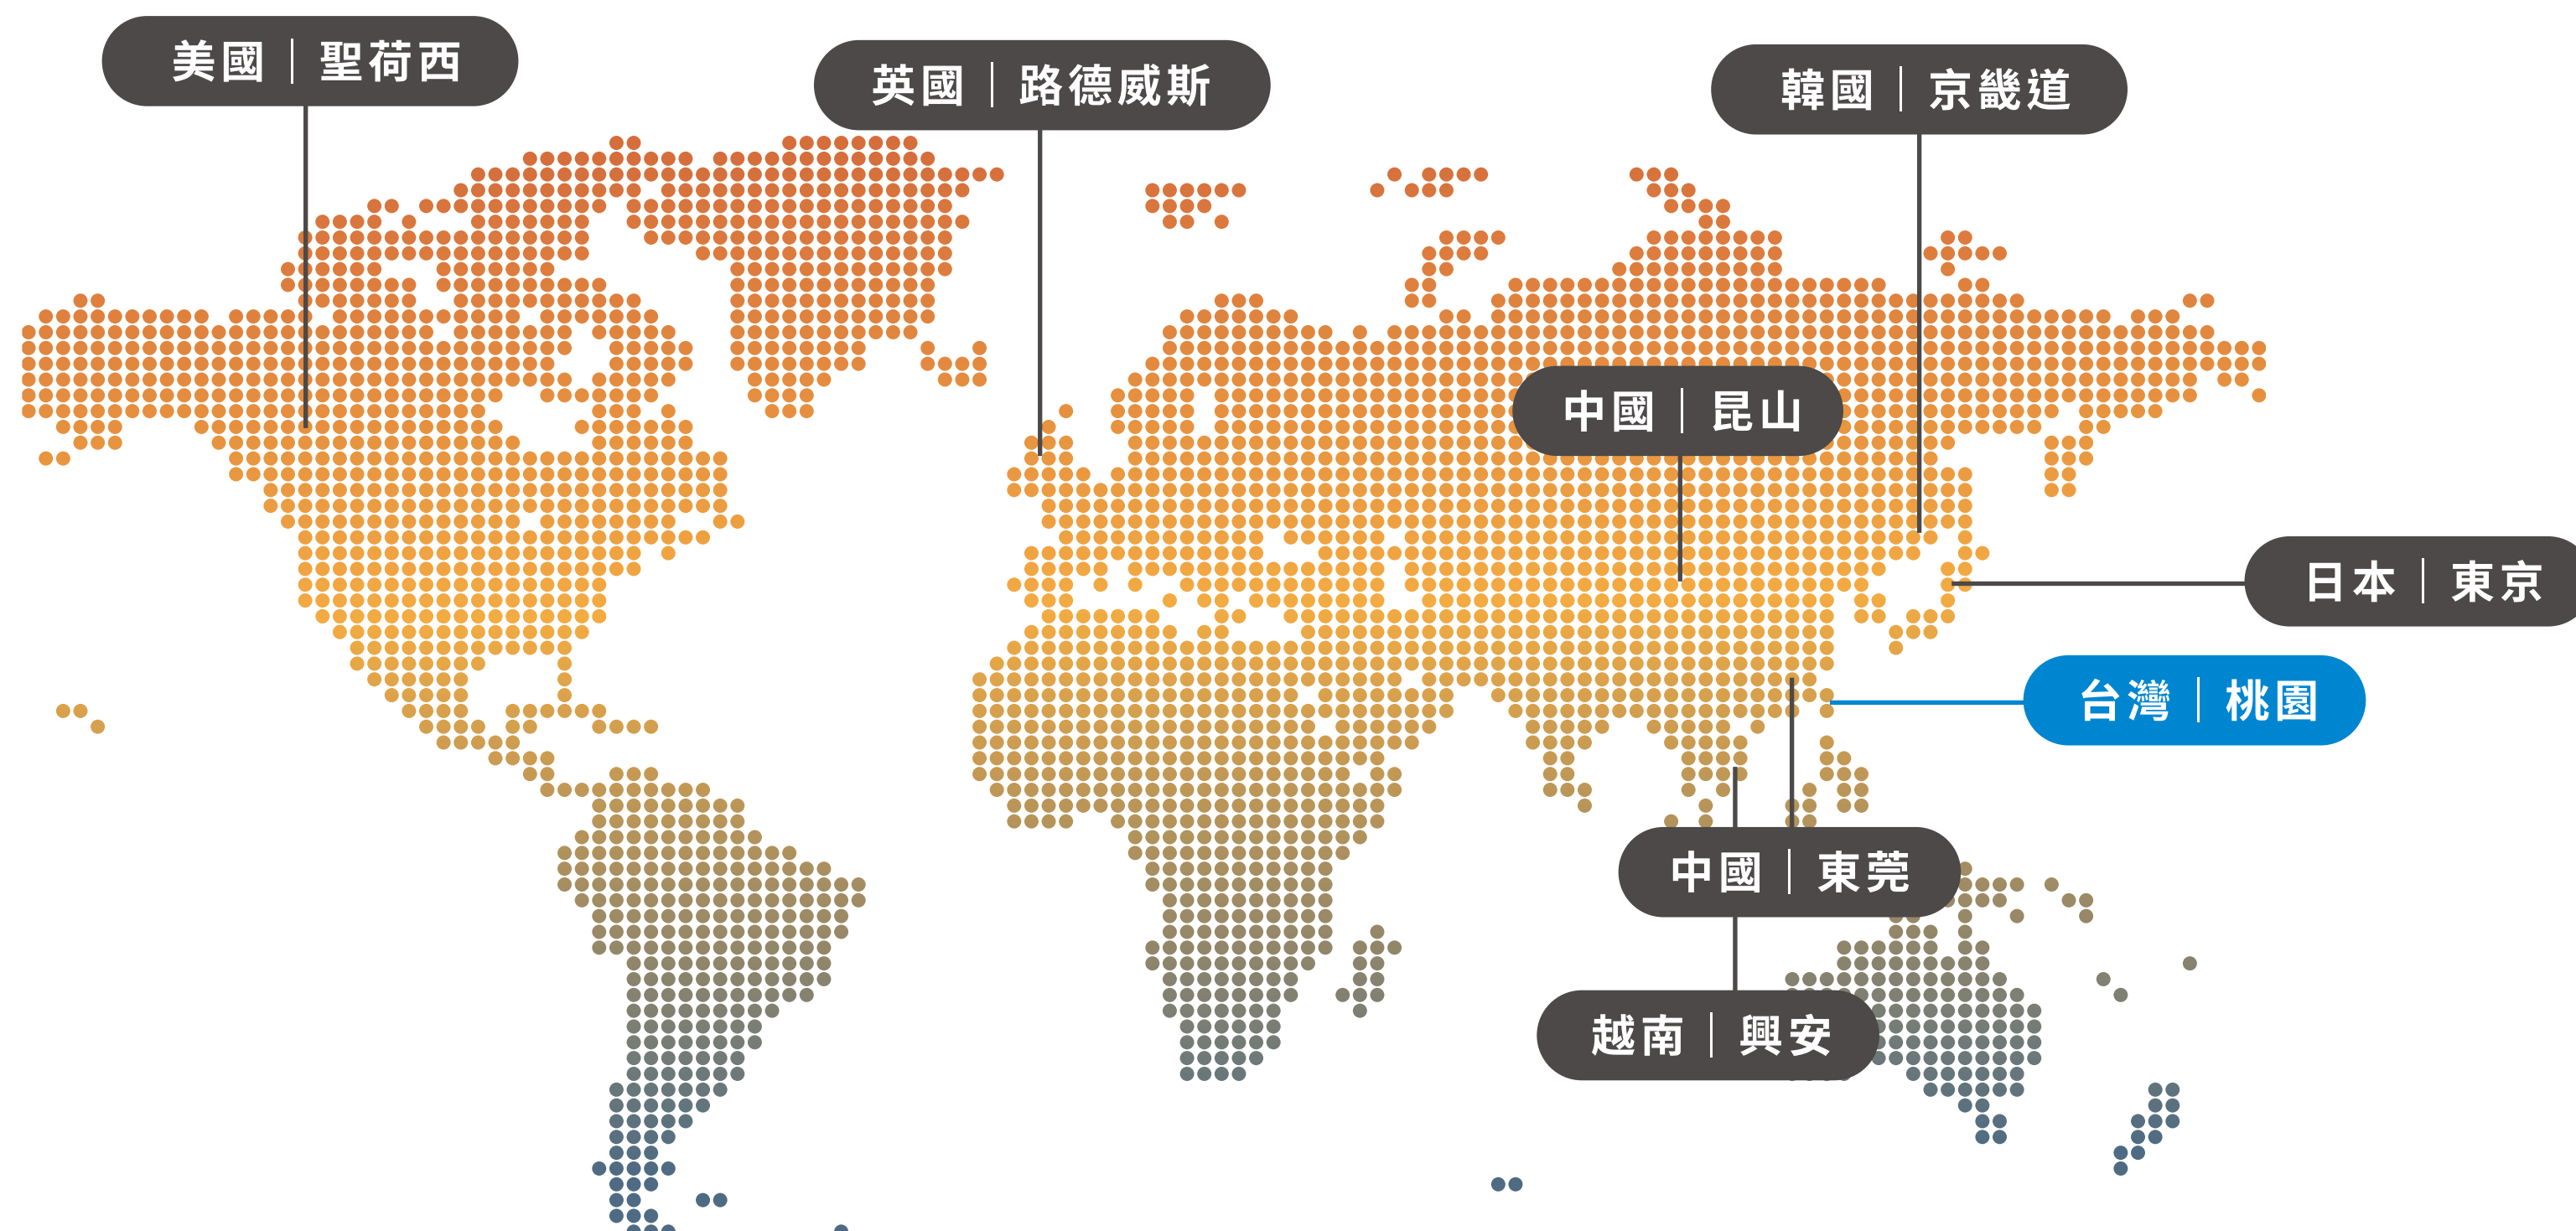 美國｜聖荷西
英國｜路德威斯
韓國｜京畿道
中國｜昆山
日本｜東京
台灣｜桃園
中國｜東莞
越南｜興安